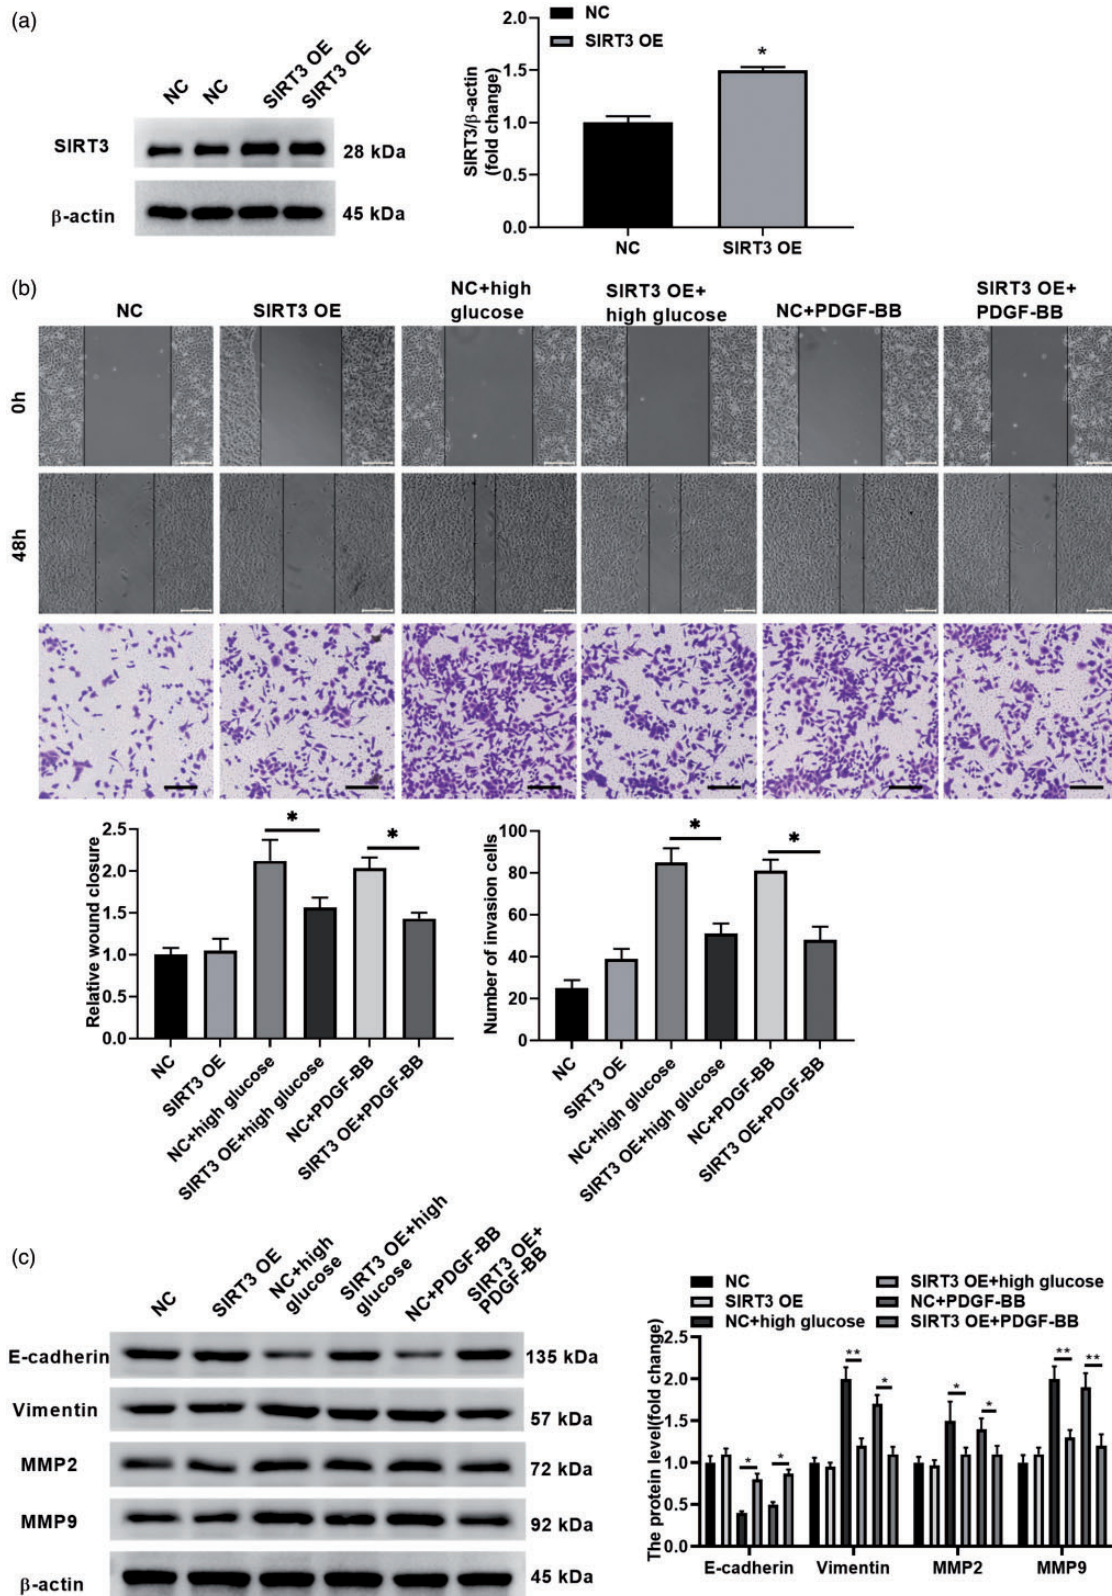 (a)
NC
NC
SIRT3 OE
SIRT3 OE
SIRT3
28 kDa
β-actin
45 kDa
NC
SIRT3 OE
SIRT3/β-actin
(fold change)
2.0
1.5
1.0
0.5
0.0
*
NC
SIRT3 OE
(b)
NC
SIRT3 OE
NC+high
glucose
SIRT3 OE+
high glucose
NC+PDGF-BB
SIRT3 OE+
PDGF-BB
0h
48h
Relative wound closure
2.5
2.0
1.5
1.0
0.5
0.0
*
*
NC
SIRT3 OE
NC+high glucose
SIRT3 OE+high glucose
NC+PDGF-BB
SIRT3 OE+PDGF-BB
Number of invasion cells
100
80
60
40
20
0
*
*
NC
SIRT3 OE
NC+high glucose
SIRT3 OE+high glucose
NC+PDGF-BB
SIRT3 OE+PDGF-BB
(c)
NC
SIRT3 OE
NC+high
glucose
SIRT3 OE+high
glucose
NC+PDGF-BB
SIRT3 OE+
PDGF-BB
E-cadherin
135 kDa
Vimentin
57 kDa
MMP2
72 kDa
MMP9
92 kDa
β-actin
45 kDa
NC
SIRT3 OE
NC+high glucose
SIRT3 OE+high glucose
NC+PDGF-BB
SIRT3 OE+PDGF-BB
The protein level(fold change)
2.5
2.0
1.5
1.0
0.5
0.0
*
*
**
*
*
*
**
**
E-cadherin
Vimentin
MMP2
MMP9